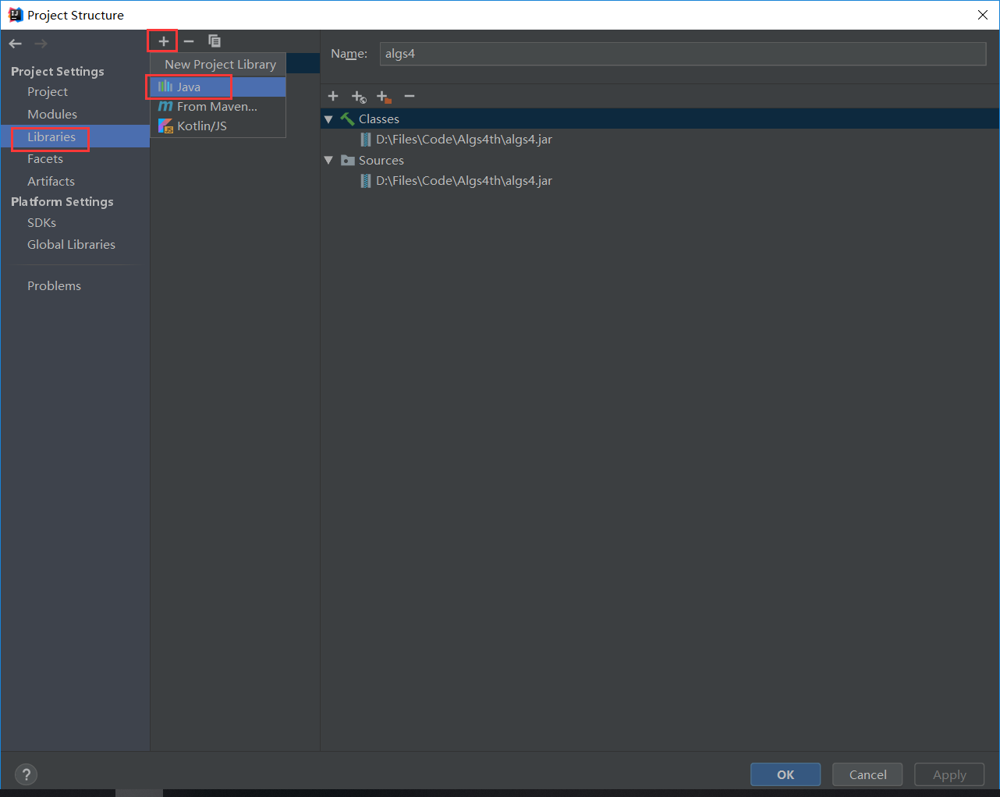 Project Structure
Project Settings
Project
Modules
Libraries
Facets
Artifacts
Platform Settings
SDKs
Global Libraries
Problems
New Project Library
Java
From Maven...
Kotlin/JS
Name: algs4
Classes
D:\Files\Code\Algs4th\algs4.jar
Sources
D:\Files\Code\Algs4th\algs4.jar
?
OK Cancel Apply